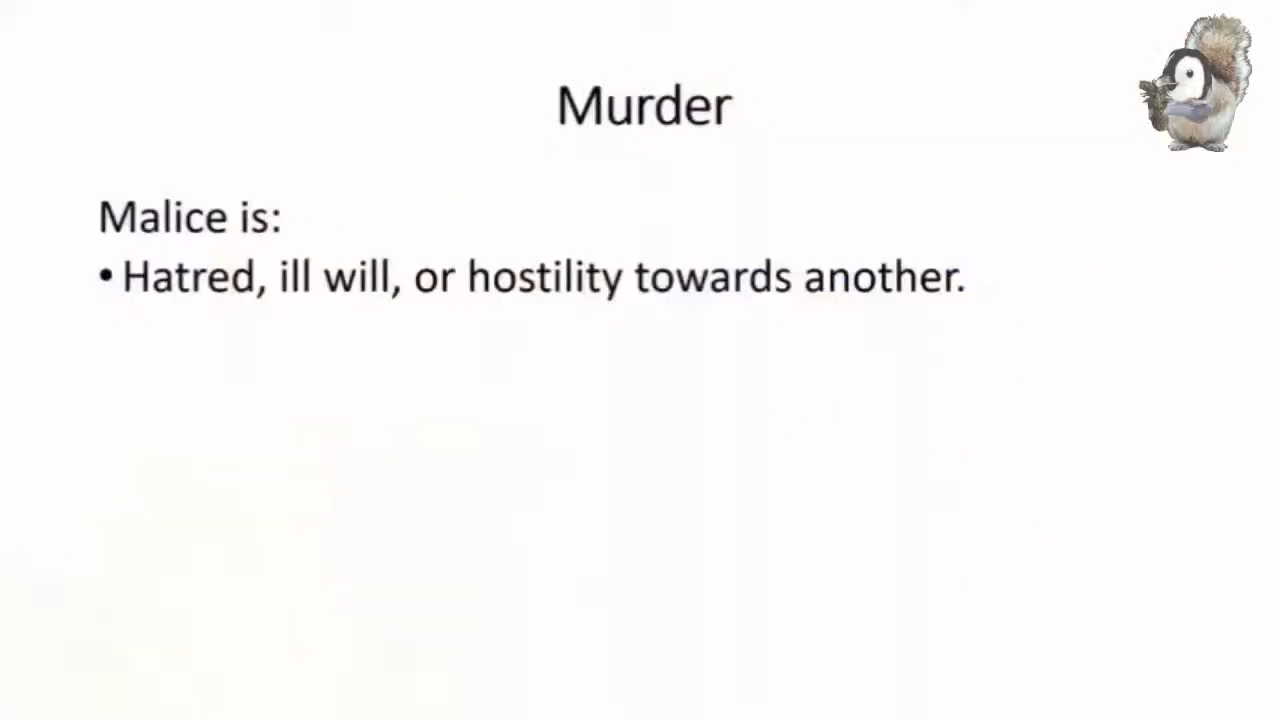 Murder
Malice is:
• Hatred, ill will, or hostility towards another.